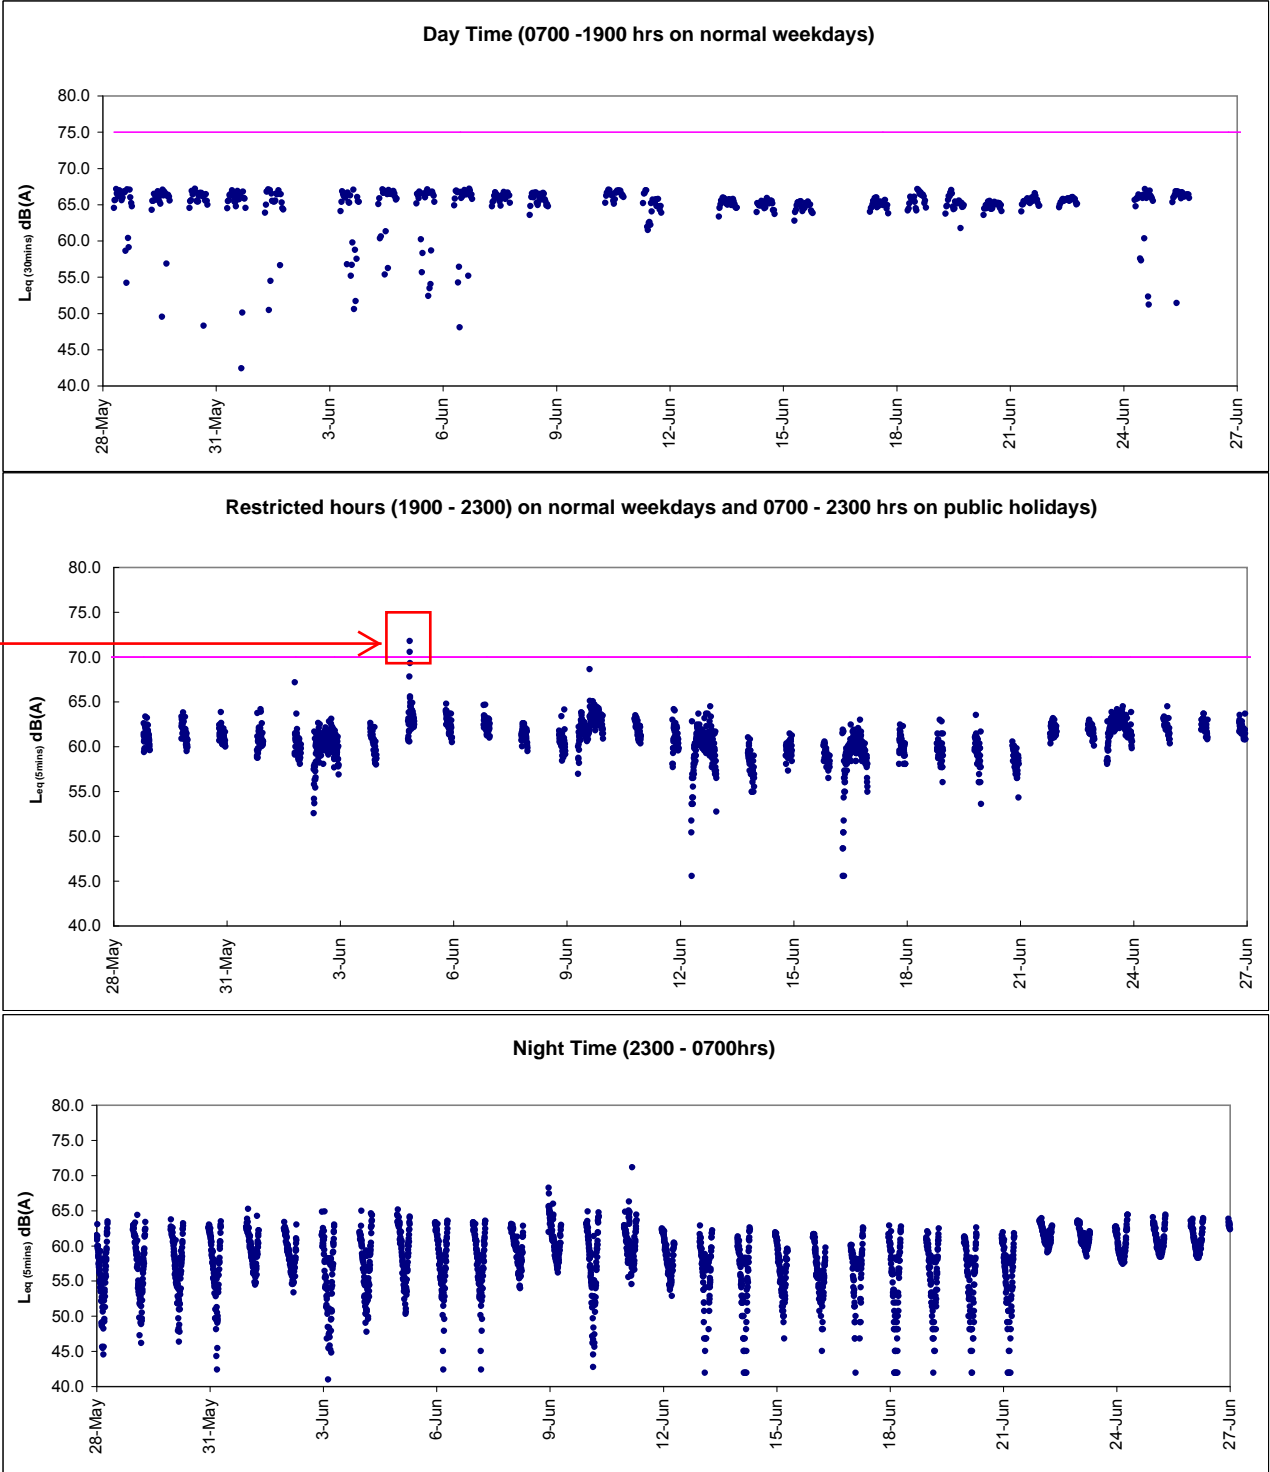 Day Time (0700 -1900 hrs on normal weekdays)
80.0
75.0
70.0
65.0
60.0
55.0
50.0
45.0
40.0
Leq (30mins) dB(A)
28-May
31-May
3-Jun
6-Jun
9-Jun
12-Jun
15-Jun
18-Jun
21-Jun
24-Jun
27-Jun
Restricted hours (1900 - 2300) on normal weekdays and 0700 - 2300 hrs on public holidays)
80.0
75.0
70.0
65.0
60.0
55.0
50.0
45.0
40.0
Leq (5mins) dB(A)
28-May
31-May
3-Jun
6-Jun
9-Jun
12-Jun
15-Jun
18-Jun
21-Jun
24-Jun
27-Jun
Night Time (2300 - 0700hrs)
80.0
75.0
70.0
65.0
60.0
55.0
50.0
45.0
40.0
Leq (5mins) dB(A)
28-May
31-May
3-Jun
6-Jun
9-Jun
12-Jun
15-Jun
18-Jun
21-Jun
24-Jun
27-Jun